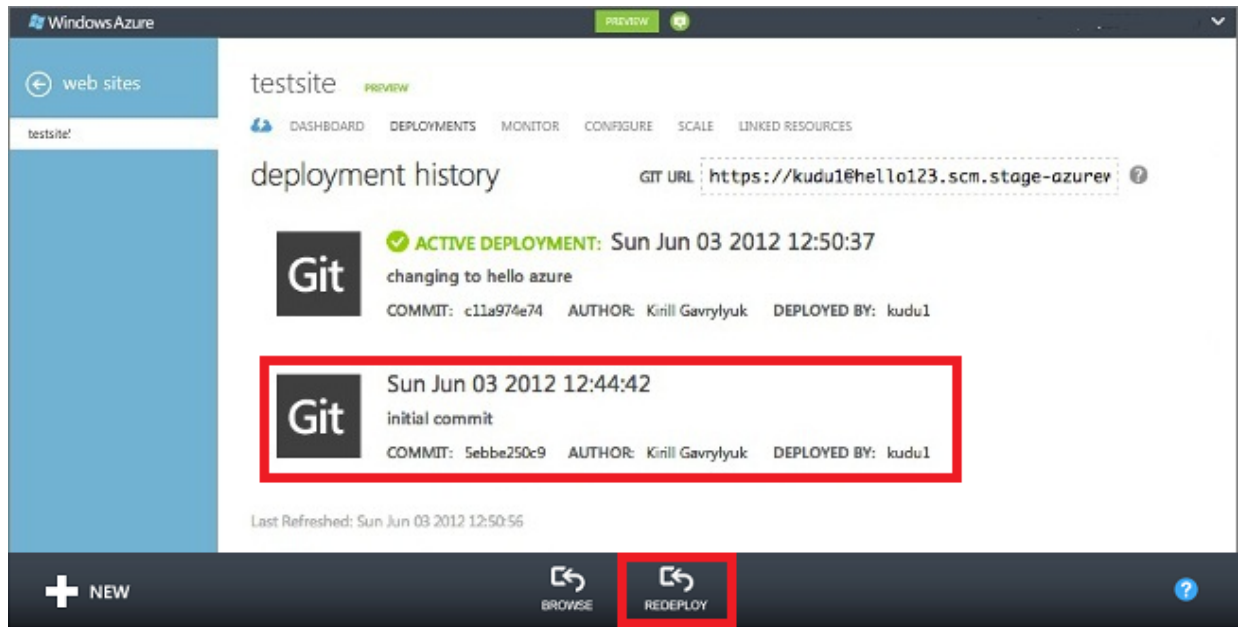 Windows Azure
PREVIEW
web sites
testsite!
testsite PREVIEW
DASHBOARD DEPLOYMENTS MONITOR CONFIGURE SCALE LINKED RESOURCES
deployment history
GIT URL https://kudu1@hello123.scm.stage-azurew
Git
ACTIVE DEPLOYMENT: Sun Jun 03 2012 12:50:37
changing to hello azure
COMMIT: c11a974e74 AUTHOR: Kirill Gavrylyuk DEPLOYED BY: kudu1
Git
Sun Jun 03 2012 12:44:42
initial commit
COMMIT: 5ebbe250c9 AUTHOR: Kirill Gavrylyuk DEPLOYED BY: kudu1
Last Refreshed: Sun Jun 03 2012 12:50:56
NEW
BROWSE
REDEPLOY